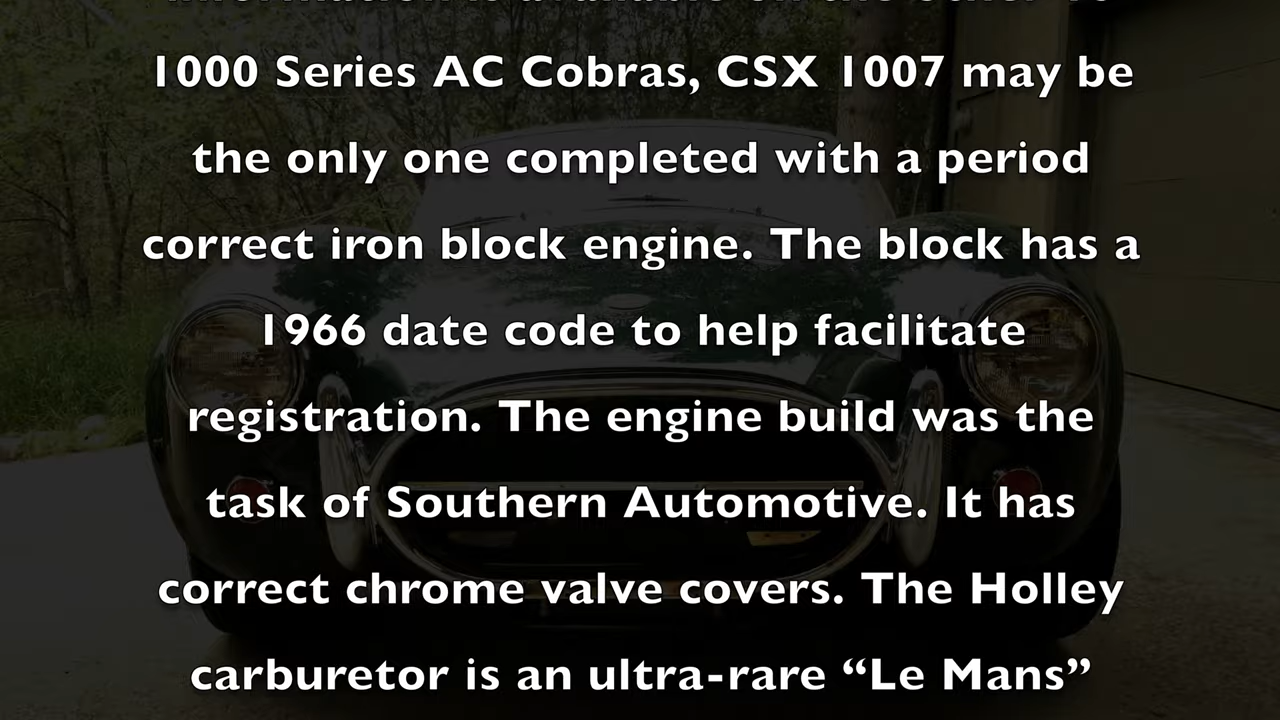 1000 Series AC Cobras, CSX 1007 may be
the only one completed with a period
correct iron block engine. The block has a
1966 date code to help facilitate
registration. The engine build was the
task of Southern Automotive. It has
correct chrome valve covers. The Holley
carburetor is an ultra-rare “Le Mans”